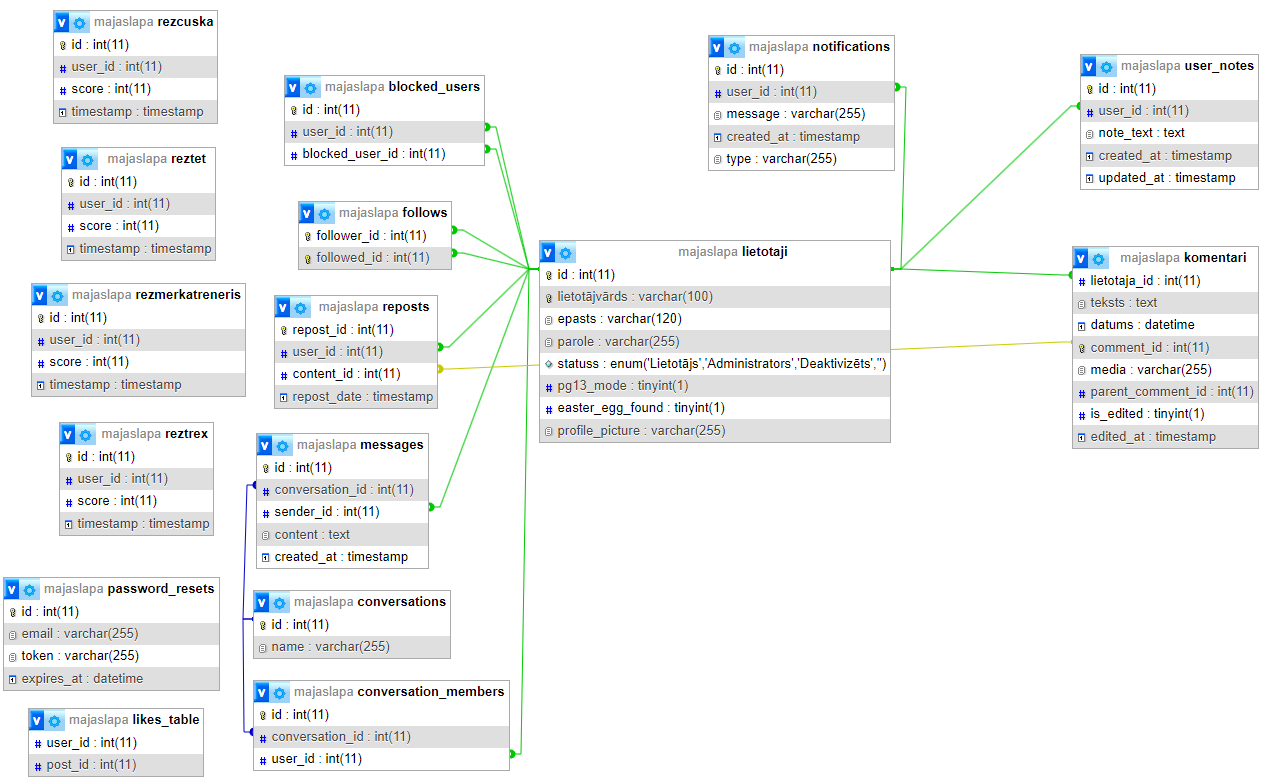 majaslapa rezcuska
id : int(11)
user_id : int(11)
score : int(11)
timestamp : timestamp
majaslapa reztet
id : int(11)
user_id : int(11)
score : int(11)
timestamp : timestamp
majaslapa rezmerkatreneris
id : int(11)
user_id : int(11)
score : int(11)
timestamp : timestamp
majaslapa reztrex
id : int(11)
user_id : int(11)
score : int(11)
timestamp : timestamp
majaslapa password_resets
id : int(11)
email : varchar(255)
token : varchar(255)
expires_at : datetime
majaslapa likes_table
user_id : int(11)
post_id : int(11)
majaslapa blocked_users
id : int(11)
user_id : int(11)
blocked_user_id : int(11)
majaslapa follows
follower_id : int(11)
followed_id : int(11)
majaslapa reposts
repost_id : int(11)
user_id : int(11)
content_id : int(11)
repost_date : timestamp
majaslapa messages
id : int(11)
conversation_id : int(11)
sender_id : int(11)
content : text
created_at : timestamp
majaslapa conversations
id : int(11)
name : varchar(255)
majaslapa conversation_members
id : int(11)
conversation_id : int(11)
user_id : int(11)
majaslapa notifications
id : int(11)
user_id : int(11)
message : varchar(255)
created_at : timestamp
type : varchar(255)
majaslapa lietotaji
id : int(11)
lietotājvārds : varchar(100)
epasts : varchar(120)
parole : varchar(255)
statuss : enum('Lietotājs','Administrators','Deaktivizēts','')
pg13_mode : tinyint(1)
easter_egg_found : tinyint(1)
profile_picture : varchar(255)
majaslapa user_notes
id : int(11)
user_id : int(11)
note_text : text
created_at : timestamp
updated_at : timestamp
majaslapa komentari
lietotaja_id : int(11)
teksts : text
datums : datetime
comment_id : int(11)
media : varchar(255)
parent_comment_id : int(11)
is_edited : tinyint(1)
edited_at : timestamp